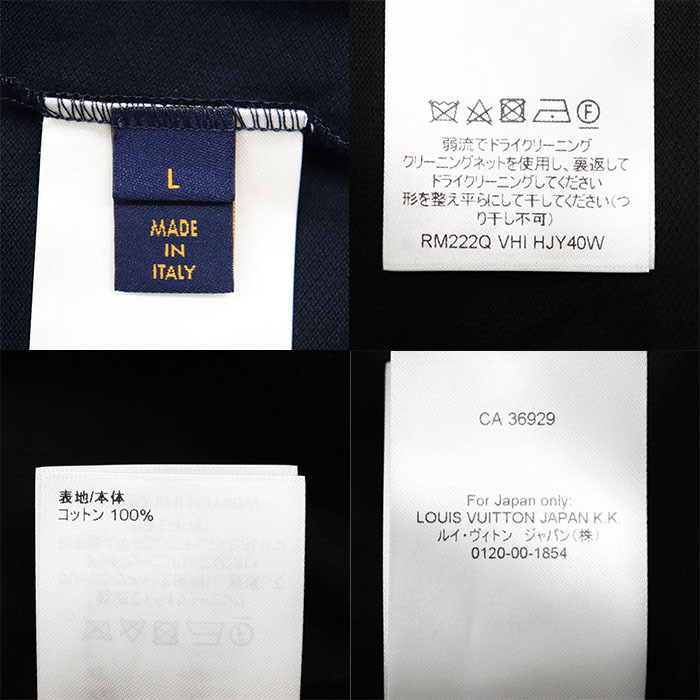 L
MADE
IN
ITALY
F
弱流でドライクリーニング
クリーニングネットを使用し、裏返して
ドライクリーニングしてください
形を整え平らにして干してください(つ
り干し不可)
RM222Q VHI HJY40W
表地/本体
コットン 100%
CA 36929
For Japan only:
LOUIS VUITTON JAPAN K.K.
ルイ・ヴィトン ジャパン(株)
0120-00-1854